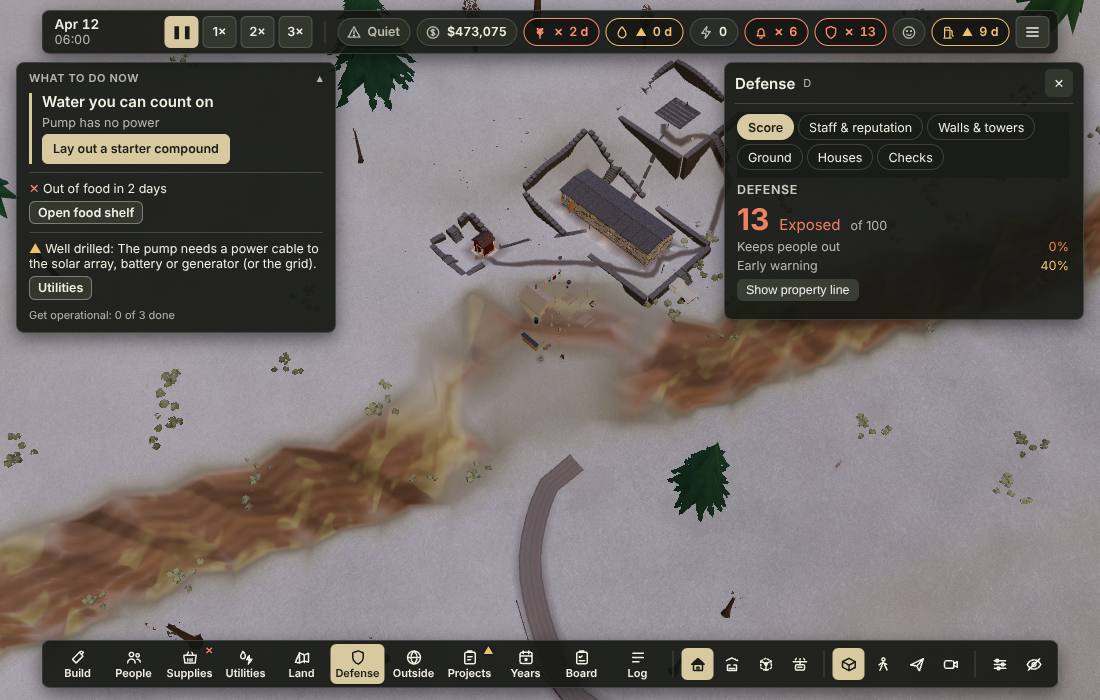 Apr 12
06:00
1×
2×
3×
Quiet
$473,075
× 2 d
0 d
0
× 6
× 13
9 d
WHAT TO DO NOW
Water you can count on
Pump has no power
Lay out a starter compound
× Out of food in 2 days
Open food shelf
Well drilled: The pump needs a power cable to
the solar array, battery or generator (or the grid).
Utilities
Get operational: 0 of 3 done
Defense D
×
Score
Staff & reputation
Walls & towers
Ground
Houses
Checks
DEFENSE
13 Exposed of 100
Keeps people out 0%
Early warning 40%
Show property line
Build
People
Supplies
Utilities
Land
Defense
Outside
Projects
Years
Board
Log